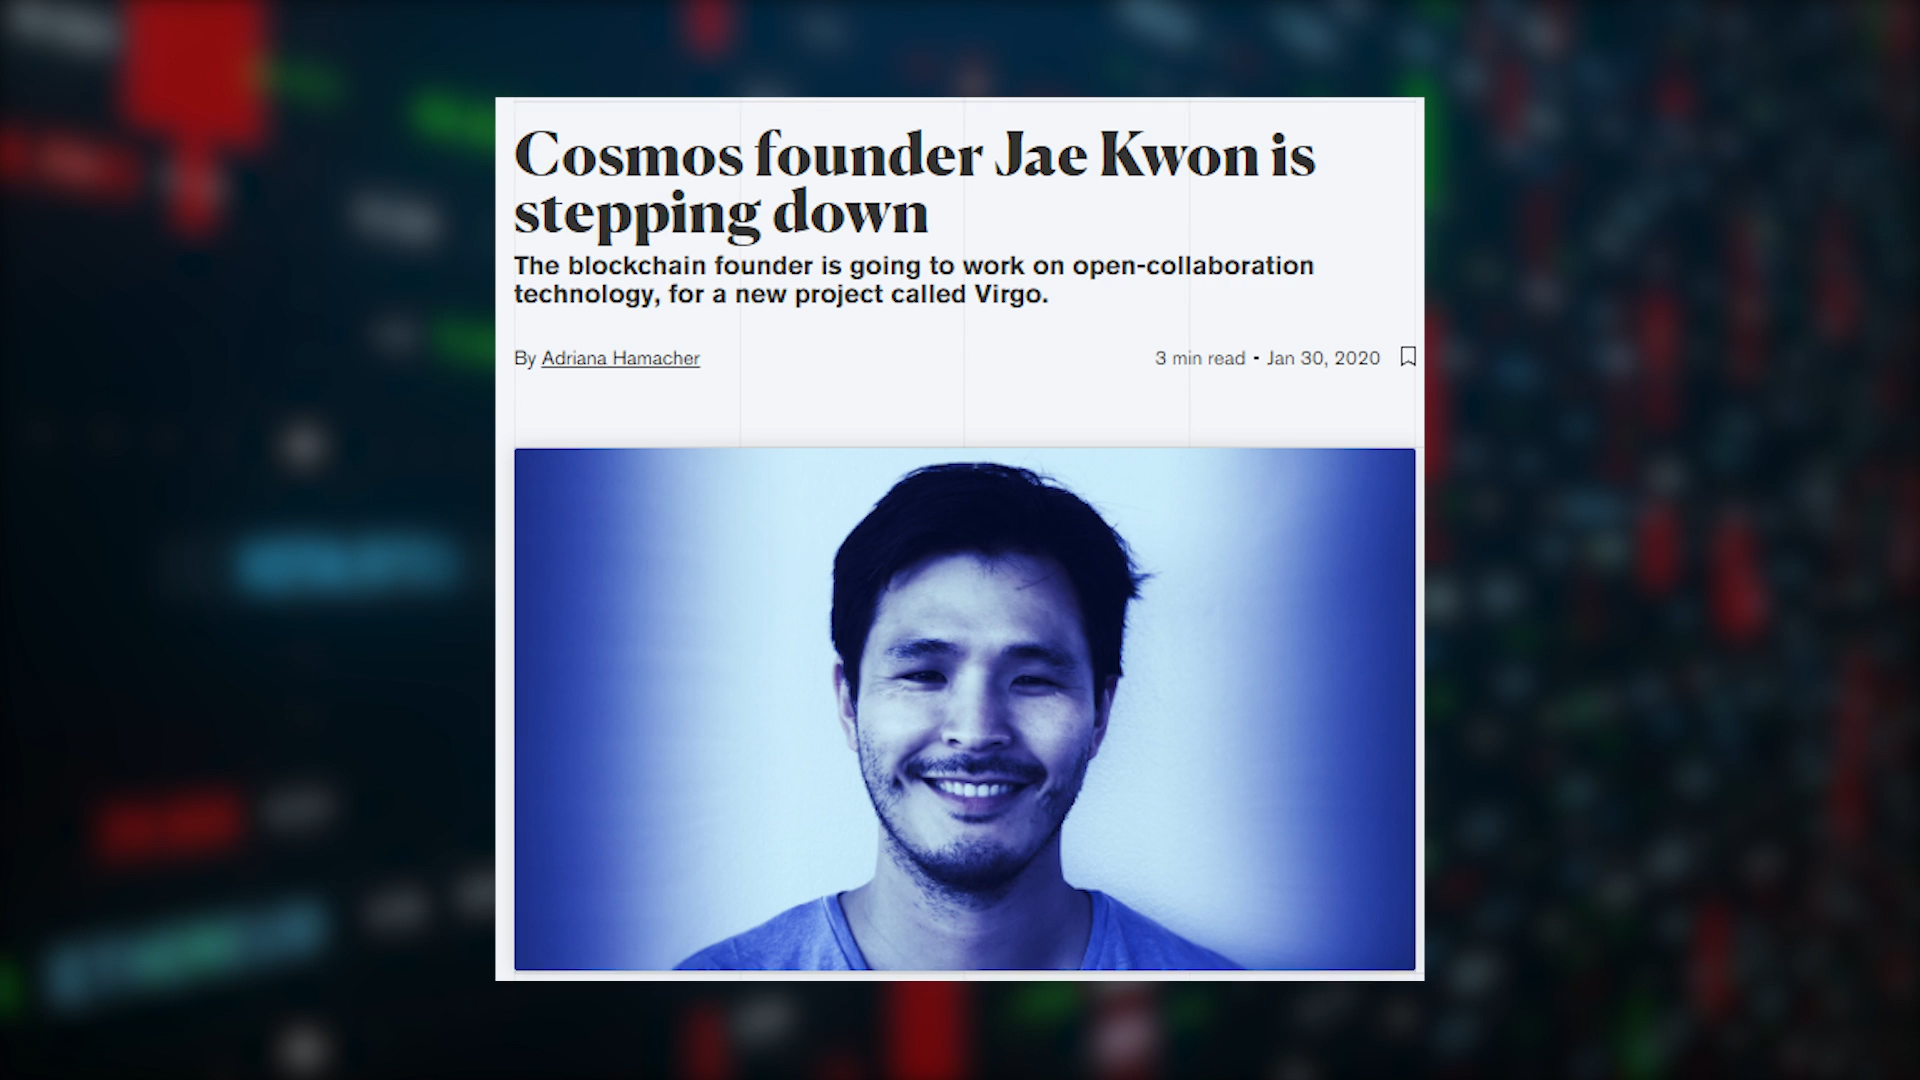 Cosmos founder Jae Kwon is
stepping down
The blockchain founder is going to work on open-collaboration
technology, for a new project called Virgo.
By Adriana Hamacher
3 min read • Jan 30, 2020